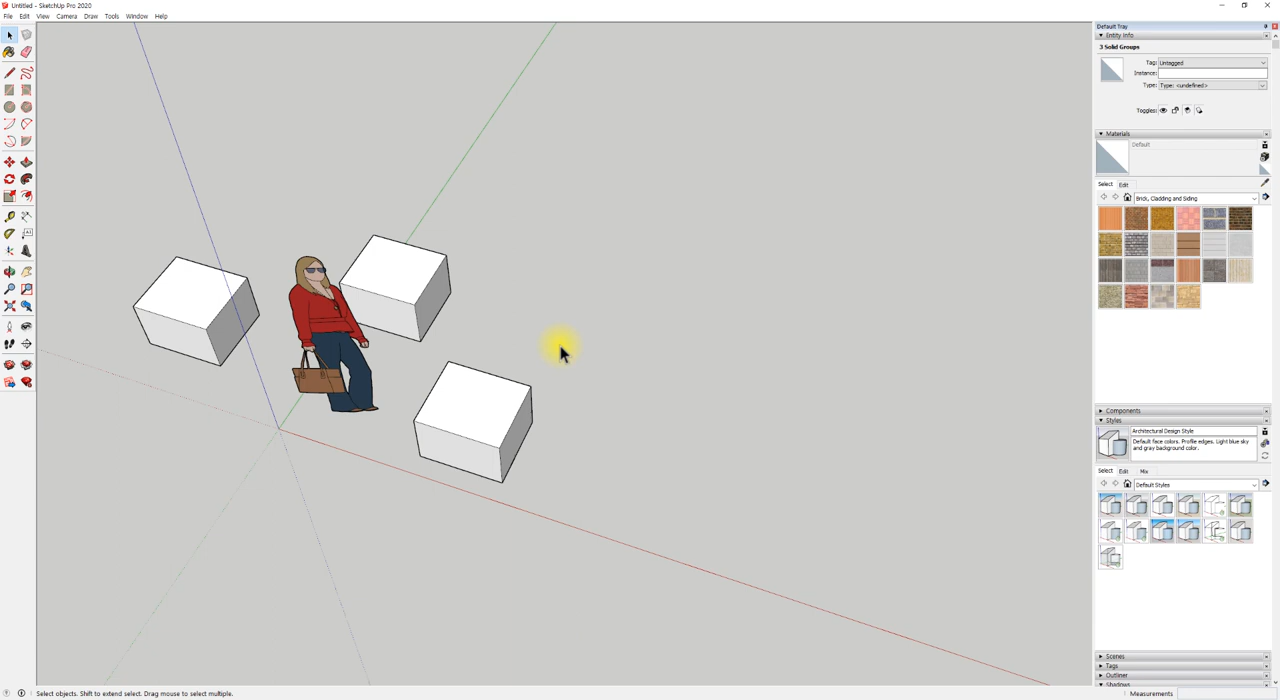 Untitled - SketchUp Pro 2020
File Edit View Camera Draw Tools Window Help
Default Tray
Entity Info
3 Solid Groups
Tag: Untagged
Instance:
Type: Type: <undefined>
Toggles:
Materials
Default
Select Edit
Brick, Cladding and Siding
Components
Styles
Architectural Design Style
Default face colors. Profile edges. Light blue sky
and gray background color.
Select Edit Mix
Default Styles
Scenes
Tags
Outliner
Shadows
Select objects. Shift to extend select. Drag mouse to select multiple.
Measurements